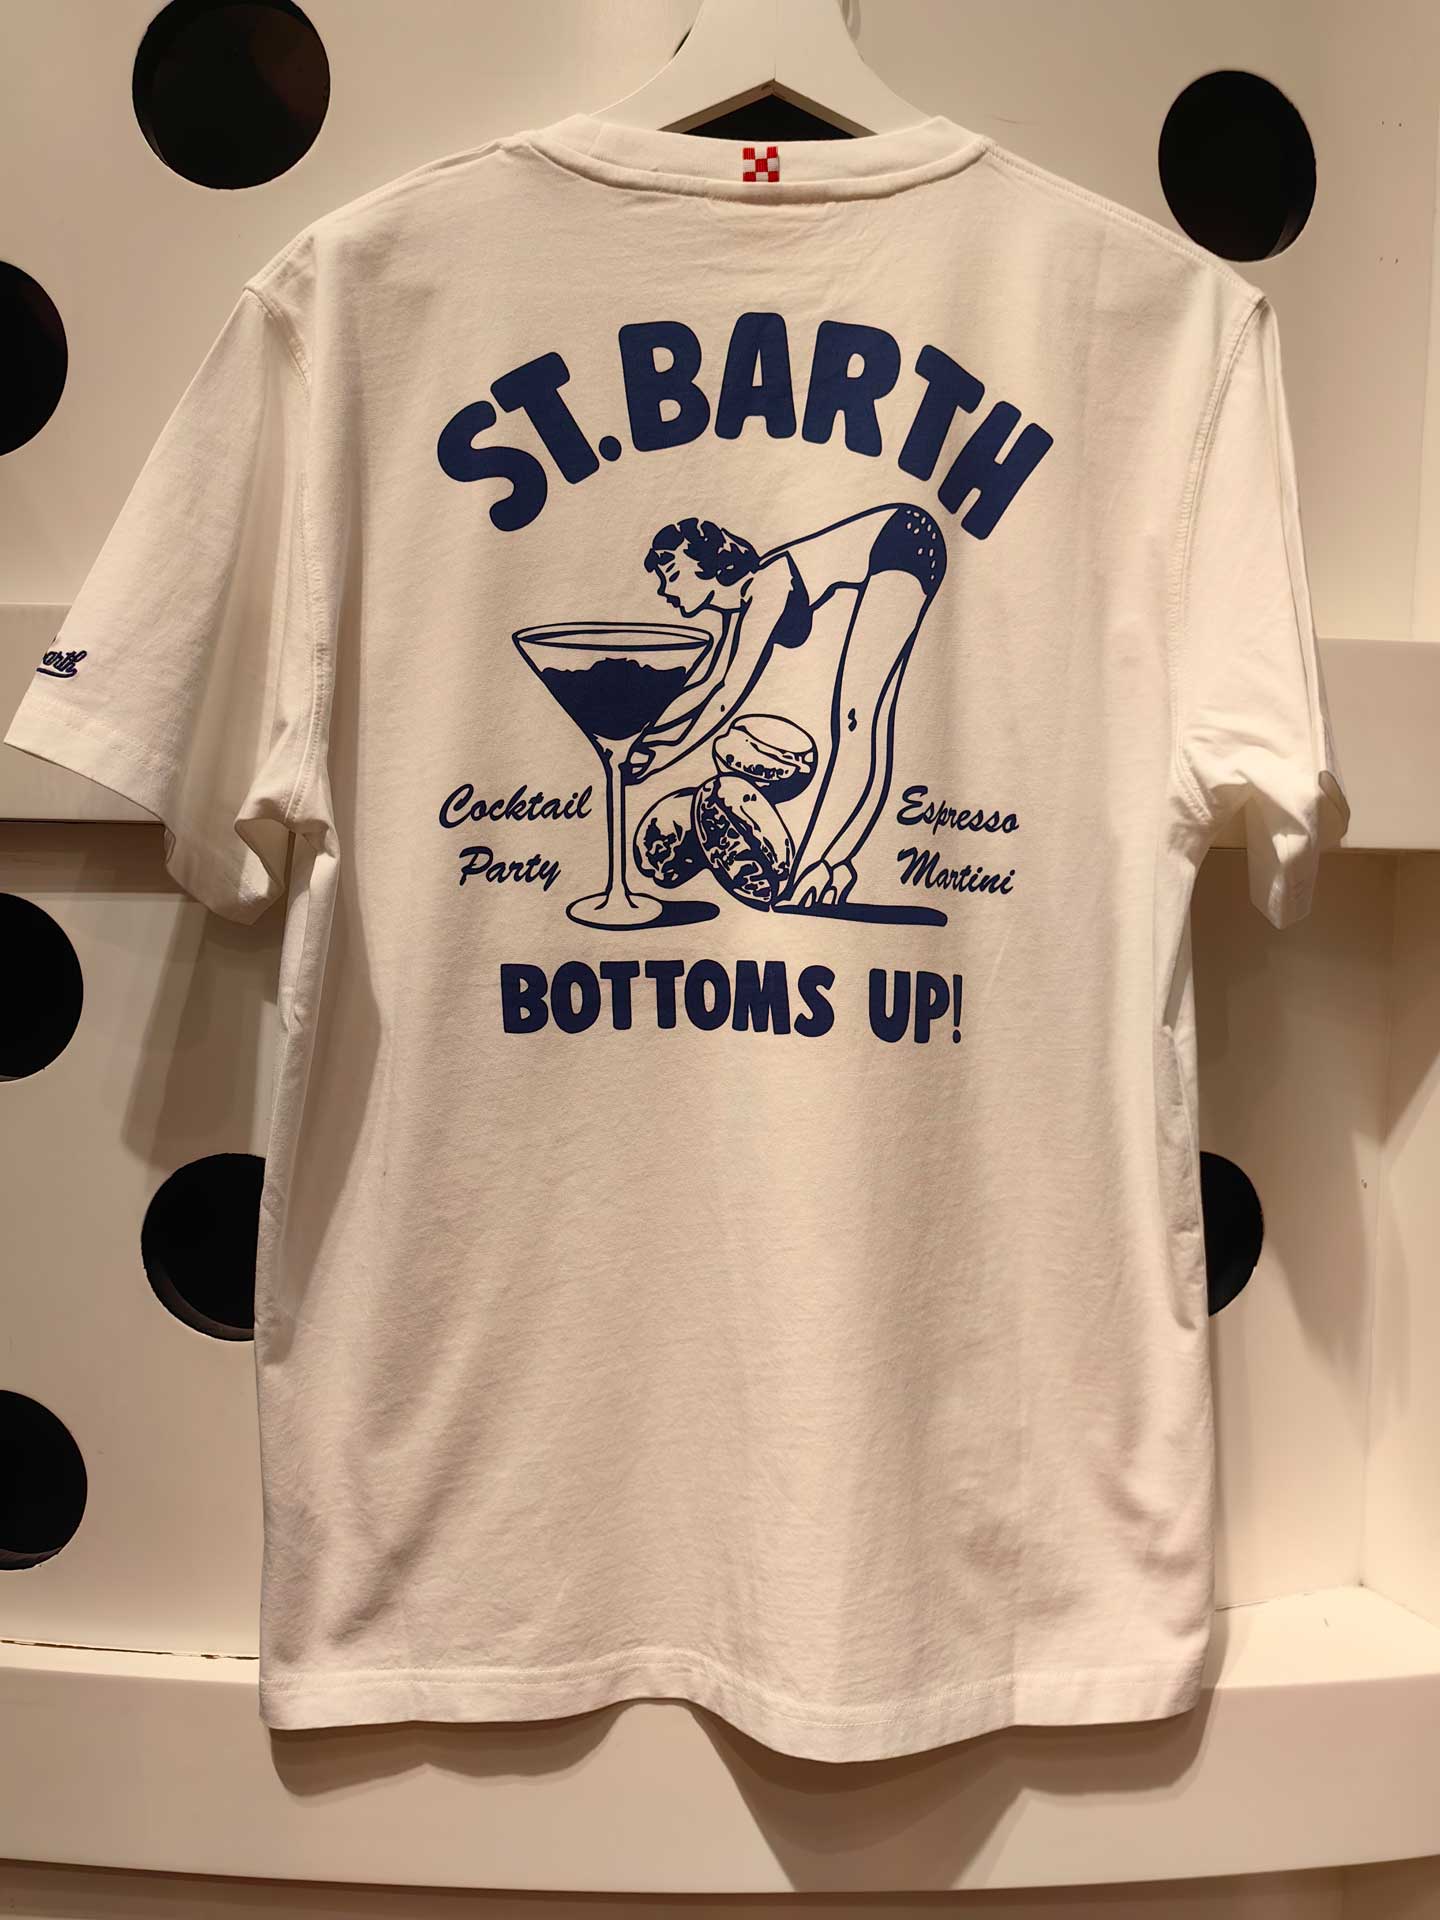 ST. BARTH
Cocktail
Party
Espresso
Martini
BOTTOMS UP!